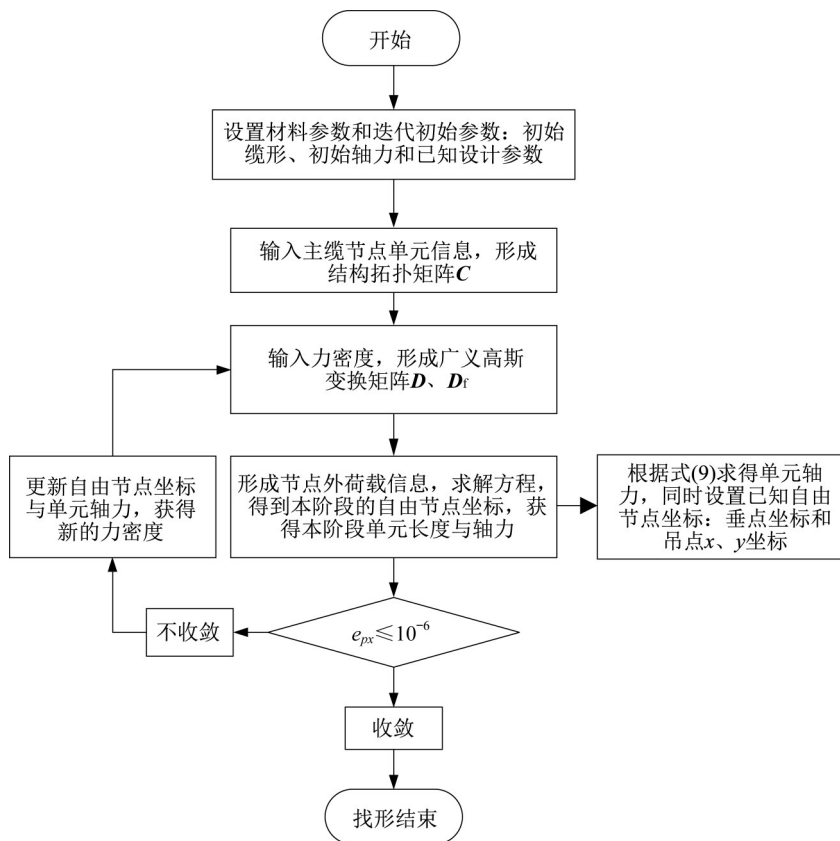 开始
设置材料参数和迭代初始参数：初始
缆形、初始轴力和已知设计参数
输入主缆节点单元信息，形成
结构拓扑矩阵C
输入力密度，形成广义高斯
变换矩阵D、Df
更新自由节点坐标
与单元轴力，获得
新的力密度
形成节点外荷载信息，求解方程，
得到本阶段的自由节点坐标，获
得本阶段单元长度与轴力
根据式(9)求得单元轴
力，同时设置已知自由
节点坐标：垂点坐标和
吊点x、y坐标
不收敛
epx≤10⁻⁶
收敛
找形结束